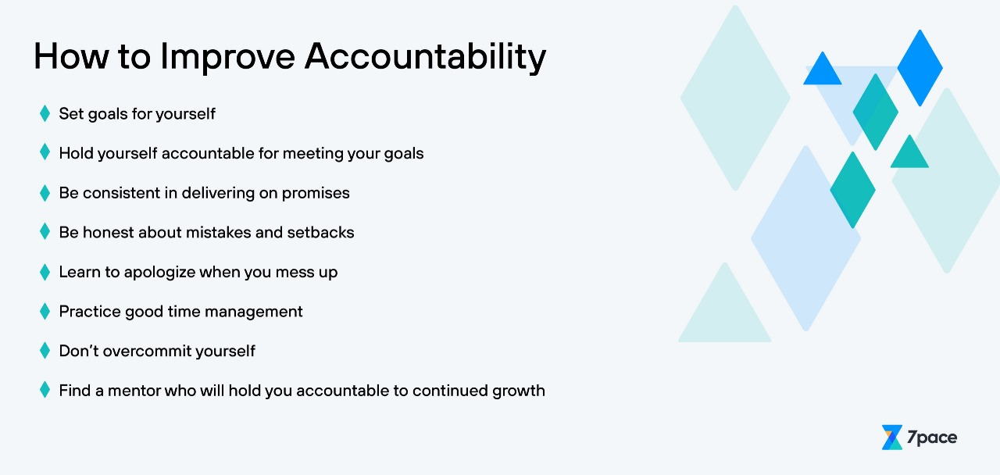 How to Improve Accountability
Set goals for yourself
Hold yourself accountable for meeting your goals
Be consistent in delivering on promises
Be honest about mistakes and setbacks
Learn to apologize when you mess up
Practice good time management
Don’t overcommit yourself
Find a mentor who will hold you accountable to continued growth
7pace